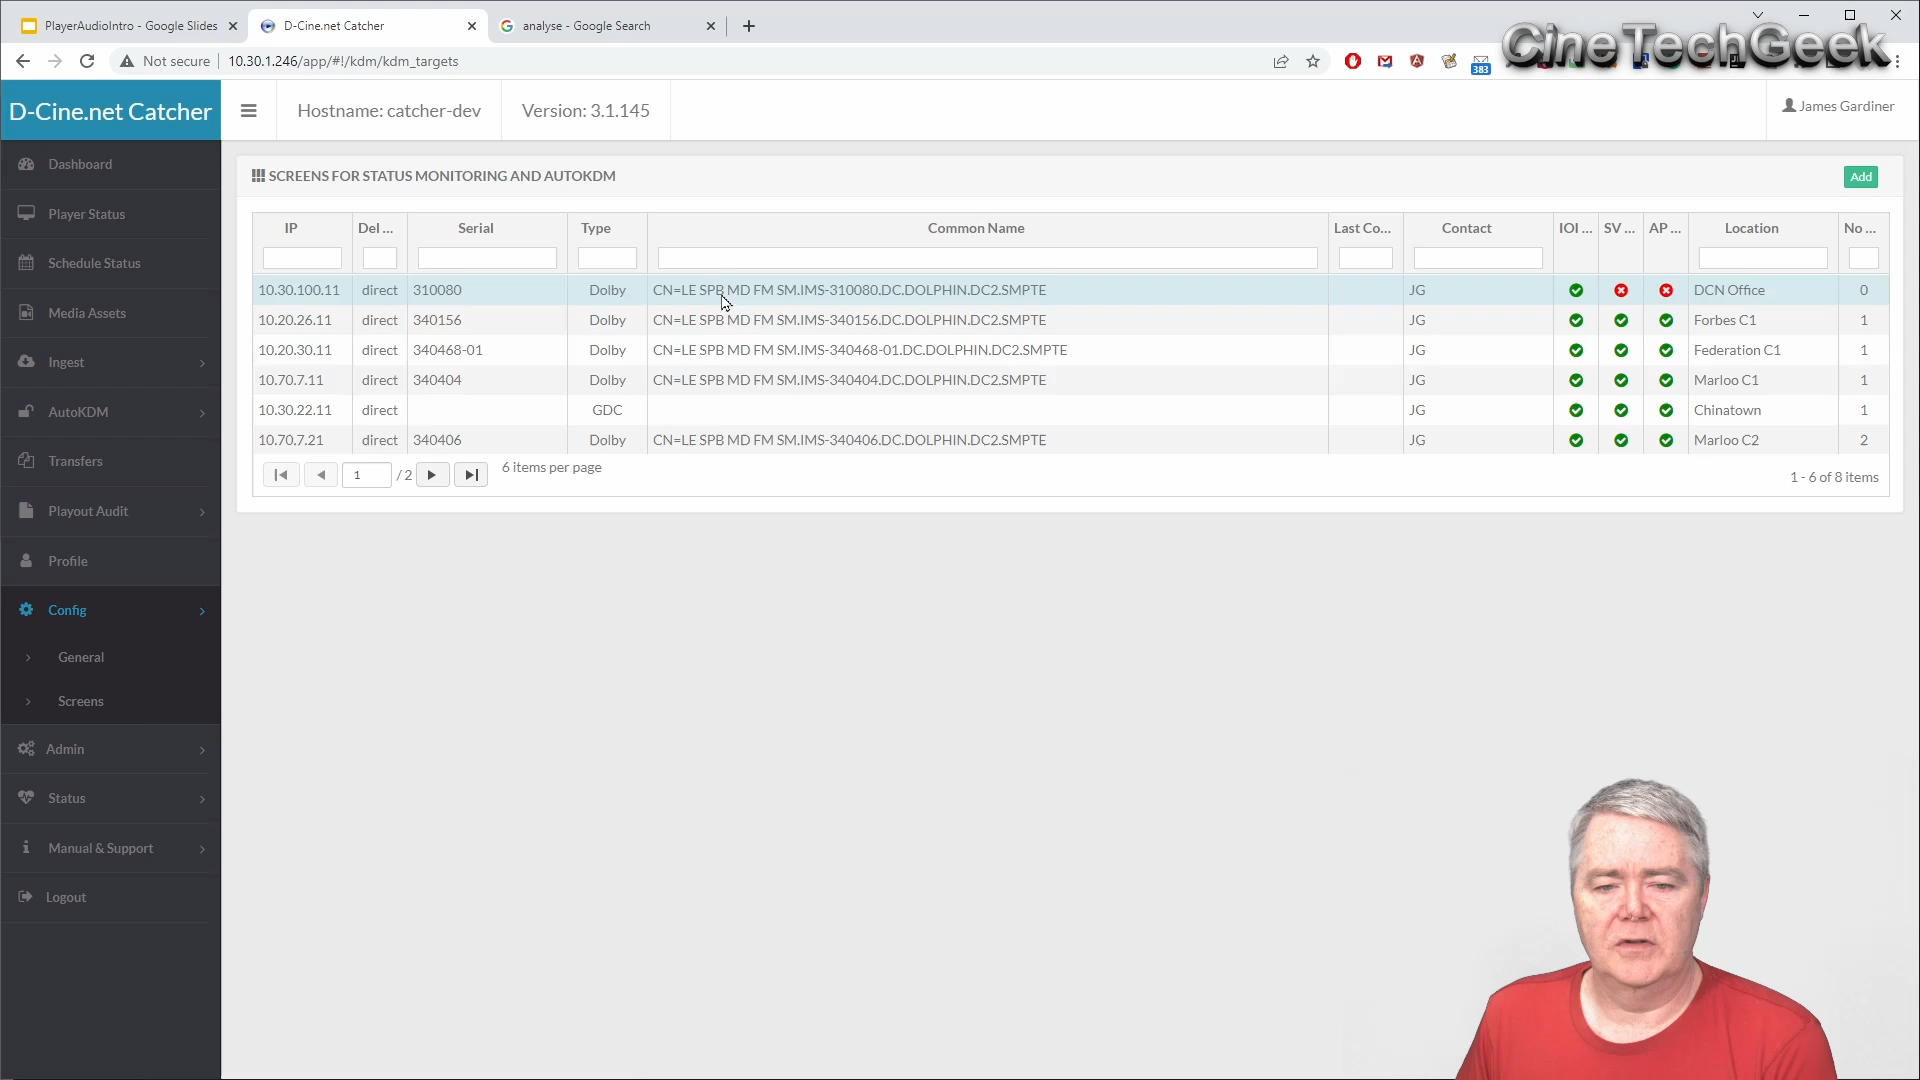 PlayerAudioIntro - Google Slides
D-Cine.net Catcher
analyse - Google Search
Not secure
10.30.1.246/app/#!/kdm/kdm_targets
383
CineTechGeek
D-Cine.net Catcher
Hostname: catcher-dev
Version: 3.1.145
James Gardiner
Dashboard
Player Status
Schedule Status
Media Assets
Ingest
AutoKDM
Transfers
Playout Audit
Profile
Config
General
Screens
Admin
Status
Manual & Support
Logout
SCREENS FOR STATUS MONITORING AND AUTOKDM
Add
IP Del ... Serial Type Common Name Last Co... Contact IOI ... SV ... AP ... Location No ...
10.30.100.11 direct 310080 Dolby CN=LE SPB MD FM SM.IMS-310080.DC.DOLPHIN.DC2.SMPTE JG DCN Office 0
10.20.26.11 direct 340156 Dolby CN=LE SPB MD FM SM.IMS-340156.DC.DOLPHIN.DC2.SMPTE JG Forbes C1 1
10.20.30.11 direct 340468-01 Dolby CN=LE SPB MD FM SM.IMS-340468-01.DC.DOLPHIN.DC2.SMPTE JG Federation C1 1
10.70.7.11 direct 340404 Dolby CN=LE SPB MD FM SM.IMS-340404.DC.DOLPHIN.DC2.SMPTE JG Marloo C1 1
10.30.22.11 direct GDC JG Chinatown 1
10.70.7.21 direct 340406 Dolby CN=LE SPB MD FM SM.IMS-340406.DC.DOLPHIN.DC2.SMPTE JG Marloo C2 2
1 / 2 6 items per page
1 - 6 of 8 items